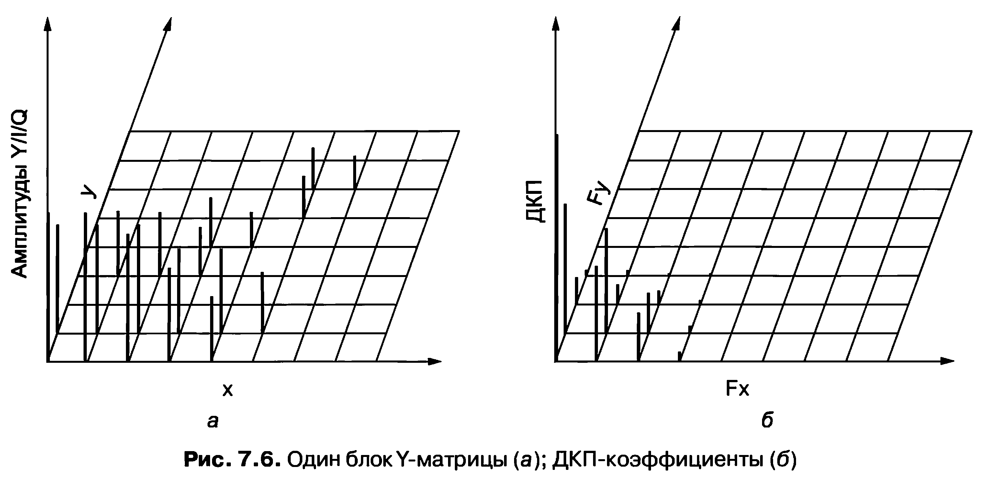 Амплитуды Y/I/Q
y
x
а
ДКП
Fy
Fx
б
Рис. 7.6. Один блок Y-матрицы (а); ДКП-коэффициенты (б)